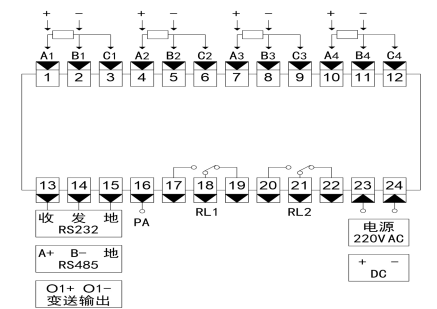 + − + − + − + −
A1 B1 C1 A2 B2 C2 A3 B3 C3 A4 B4 C4
1 2 3 4 5 6 7 8 9 10 11 12
13 14 15 16 17 18 19 20 21 22 23 24
收 发 地
RS232
PA
RL1
RL2
电源
220V AC
A+ B− 地
RS485
+ −
DC
O1+ O1−
变送输出